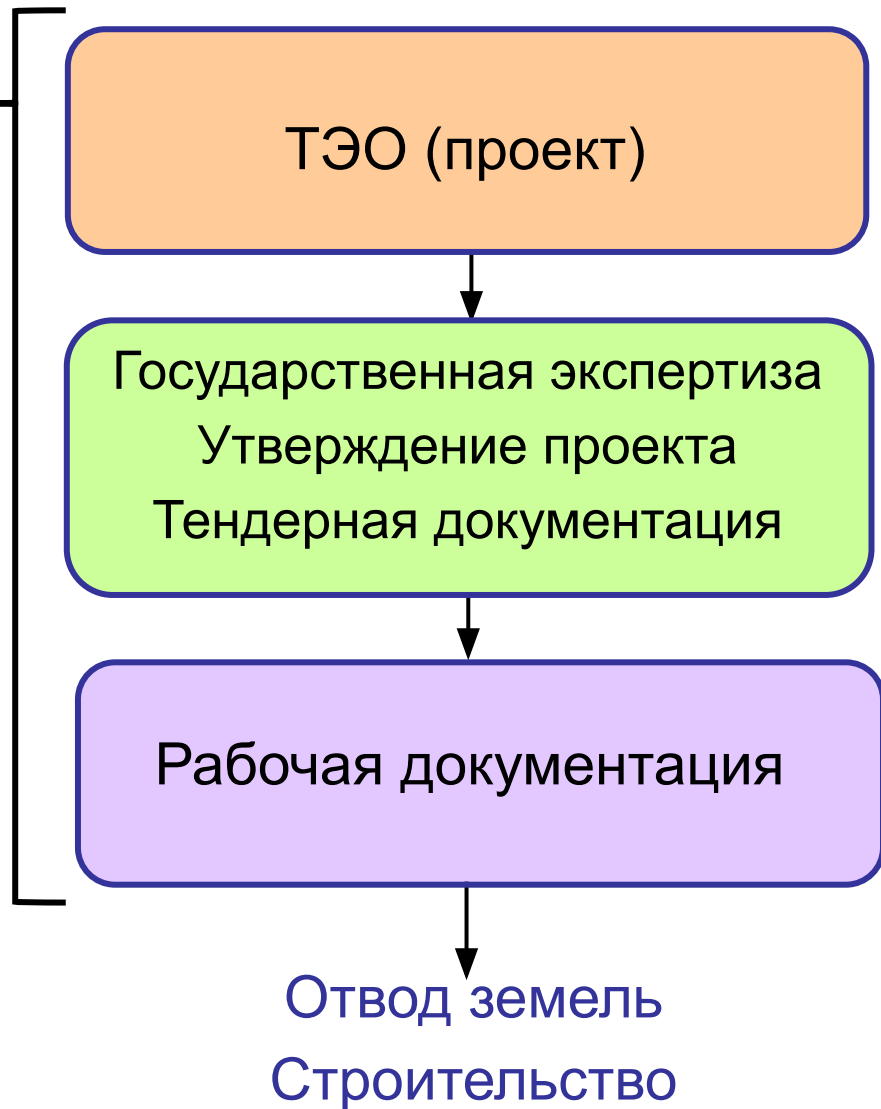 ТЭО (проект)
Государственная экспертиза
Утверждение проекта
Тендерная документация
Рабочая документация
Отвод земель
Строительство